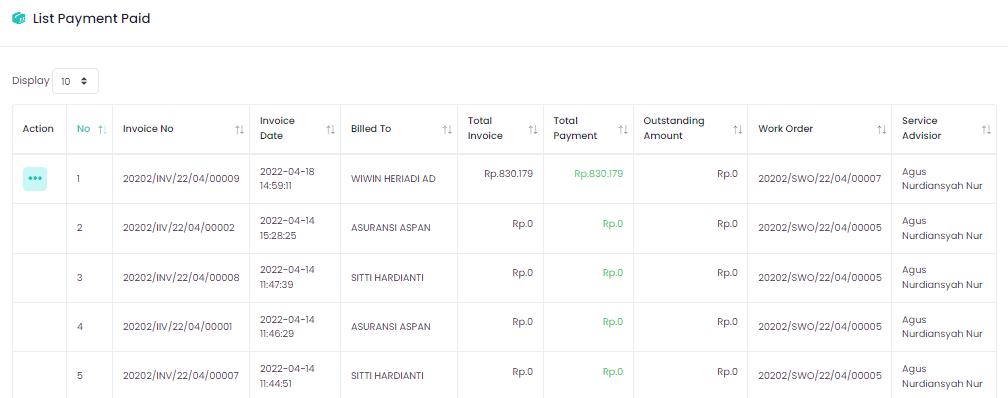 List Payment Paid
Display 10
Action No Invoice No Invoice Date Billed To Total Invoice Total Payment Outstanding Amount Work Order Service Advisior
1 20202/INV/22/04/00009 2022-04-18 14:59:11 WIWIN HERIADI AD Rp.830.179 Rp.830.179 Rp.0 20202/SWO/22/04/00007 Agus Nurdiansyah Nur
2 20202/IIV/22/04/00002 2022-04-14 15:28:25 ASURANSI ASPAN Rp.0 Rp.0 Rp.0 20202/SWO/22/04/00005 Agus Nurdiansyah Nur
3 20202/INV/22/04/00008 2022-04-14 11:47:39 SITTI HARDIANTI Rp.0 Rp.0 Rp.0 20202/SWO/22/04/00005 Agus Nurdiansyah Nur
4 20202/IIV/22/04/00001 2022-04-14 11:46:29 ASURANSI ASPAN Rp.0 Rp.0 Rp.0 20202/SWO/22/04/00005 Agus Nurdiansyah Nur
5 20202/INV/22/04/00007 2022-04-14 11:44:51 SITTI HARDIANTI Rp.0 Rp.0 Rp.0 20202/SWO/22/04/00005 Agus Nurdiansyah Nur